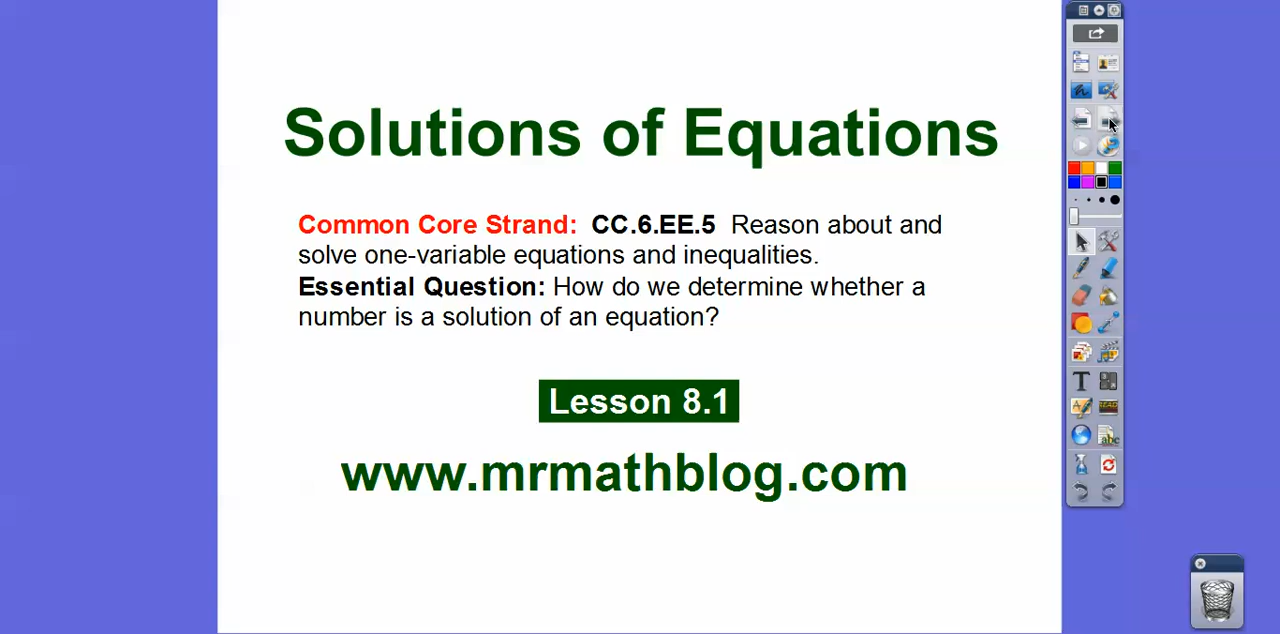 Solutions of Equations
Common Core Strand: CC.6.EE.5 Reason about and
solve one-variable equations and inequalities.
Essential Question: How do we determine whether a
number is a solution of an equation?
Lesson 8.1
www.mrmathblog.com